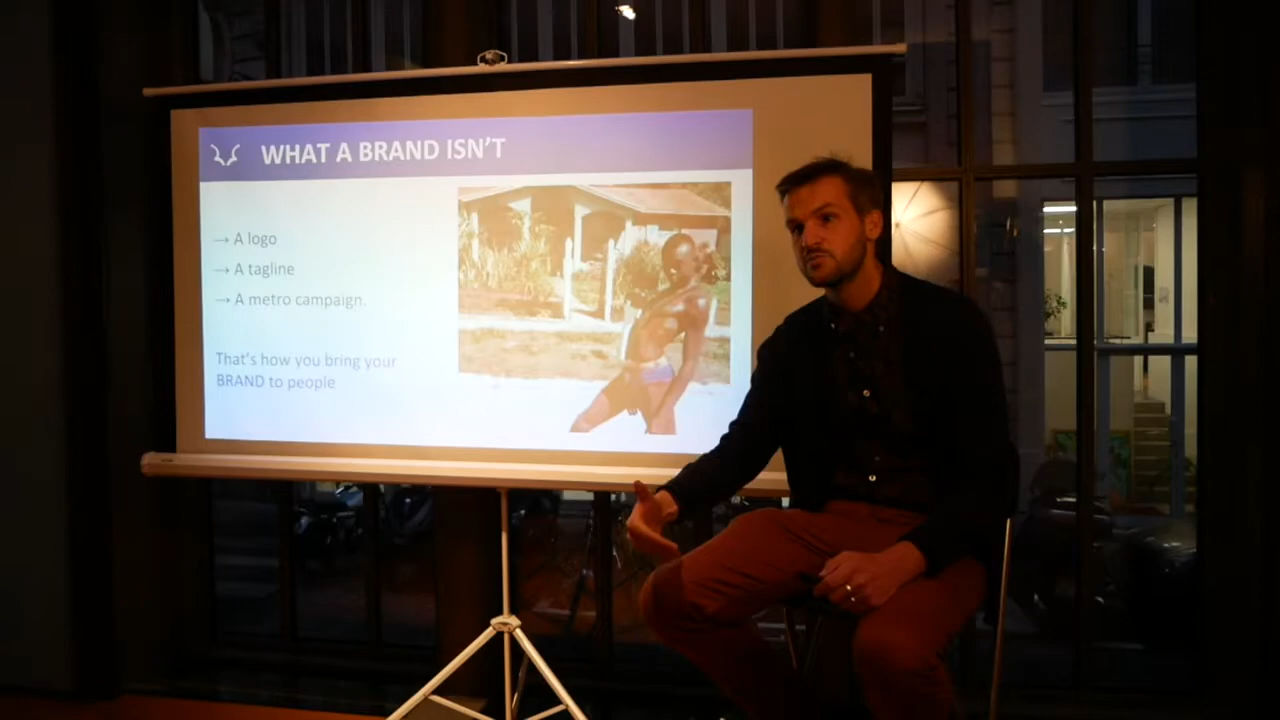 WHAT A BRAND ISN'T
→ A logo
→ A tagline
→ A metro campaign.
That's how you bring your
BRAND to people